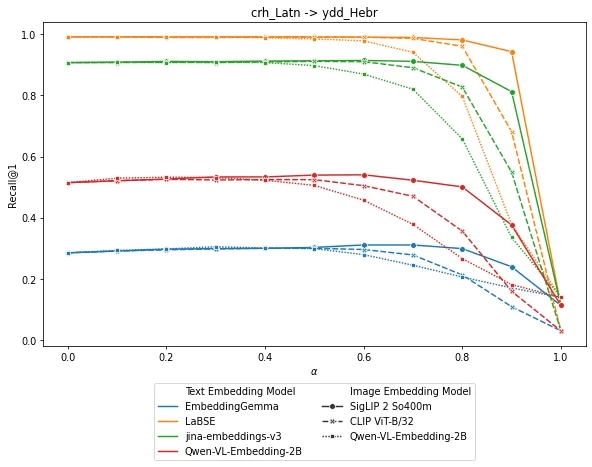 crh_Latn -> ydd_Hebr
Recall@1
1.0
0.8
0.6
0.4
0.2
0.0
0.0 0.2 0.4 0.6 0.8 1.0
α
Text Embedding Model
EmbeddingGemma
LaBSE
jina-embeddings-v3
Qwen-VL-Embedding-2B
Image Embedding Model
SigLIP 2 So400m
CLIP ViT-B/32
Qwen-VL-Embedding-2B